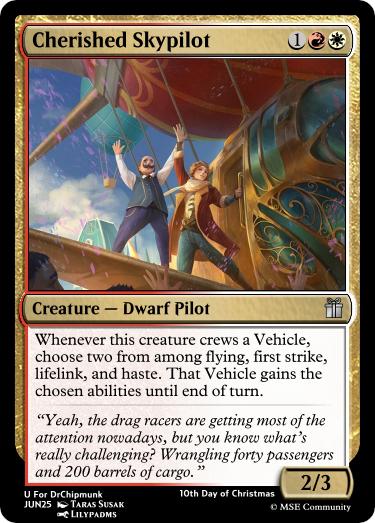 Cherished Skypilot 1
Creature — Dwarf Pilot
Whenever this creature crews a Vehicle,
choose two from among flying, first strike,
lifelink, and haste. That Vehicle gains the
chosen abilities until end of turn.
“Yeah, the drag racers are getting most of the
attention nowadays, but you know what’s
really challenging? Wrangling forty passengers
and 200 barrels of cargo.”
2/3
U For DrChipmunk 10th Day of Christmas
JUN25 Taras Susak © MSE Community
Lilypadms